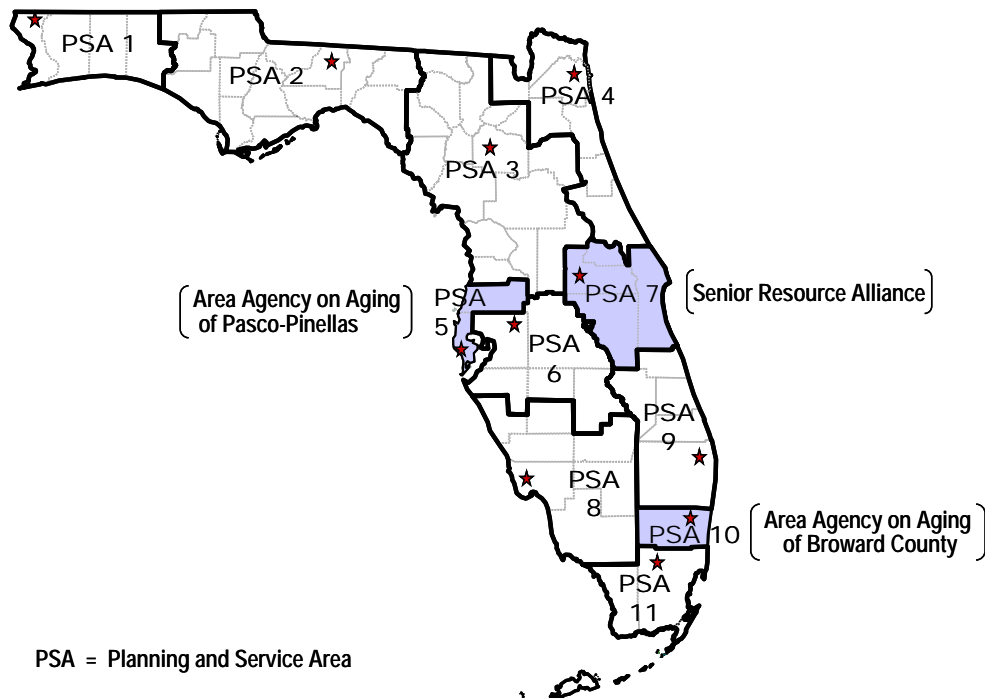 PSA 1
PSA 2
PSA 4
PSA 3
Area Agency on Aging
of Pasco-Pinellas
PSA
5
PSA 7
Senior Resource Alliance
PSA
6
PSA
9
PSA
8
PSA 10
Area Agency on Aging
of Broward County
PSA
11
PSA = Planning and Service Area